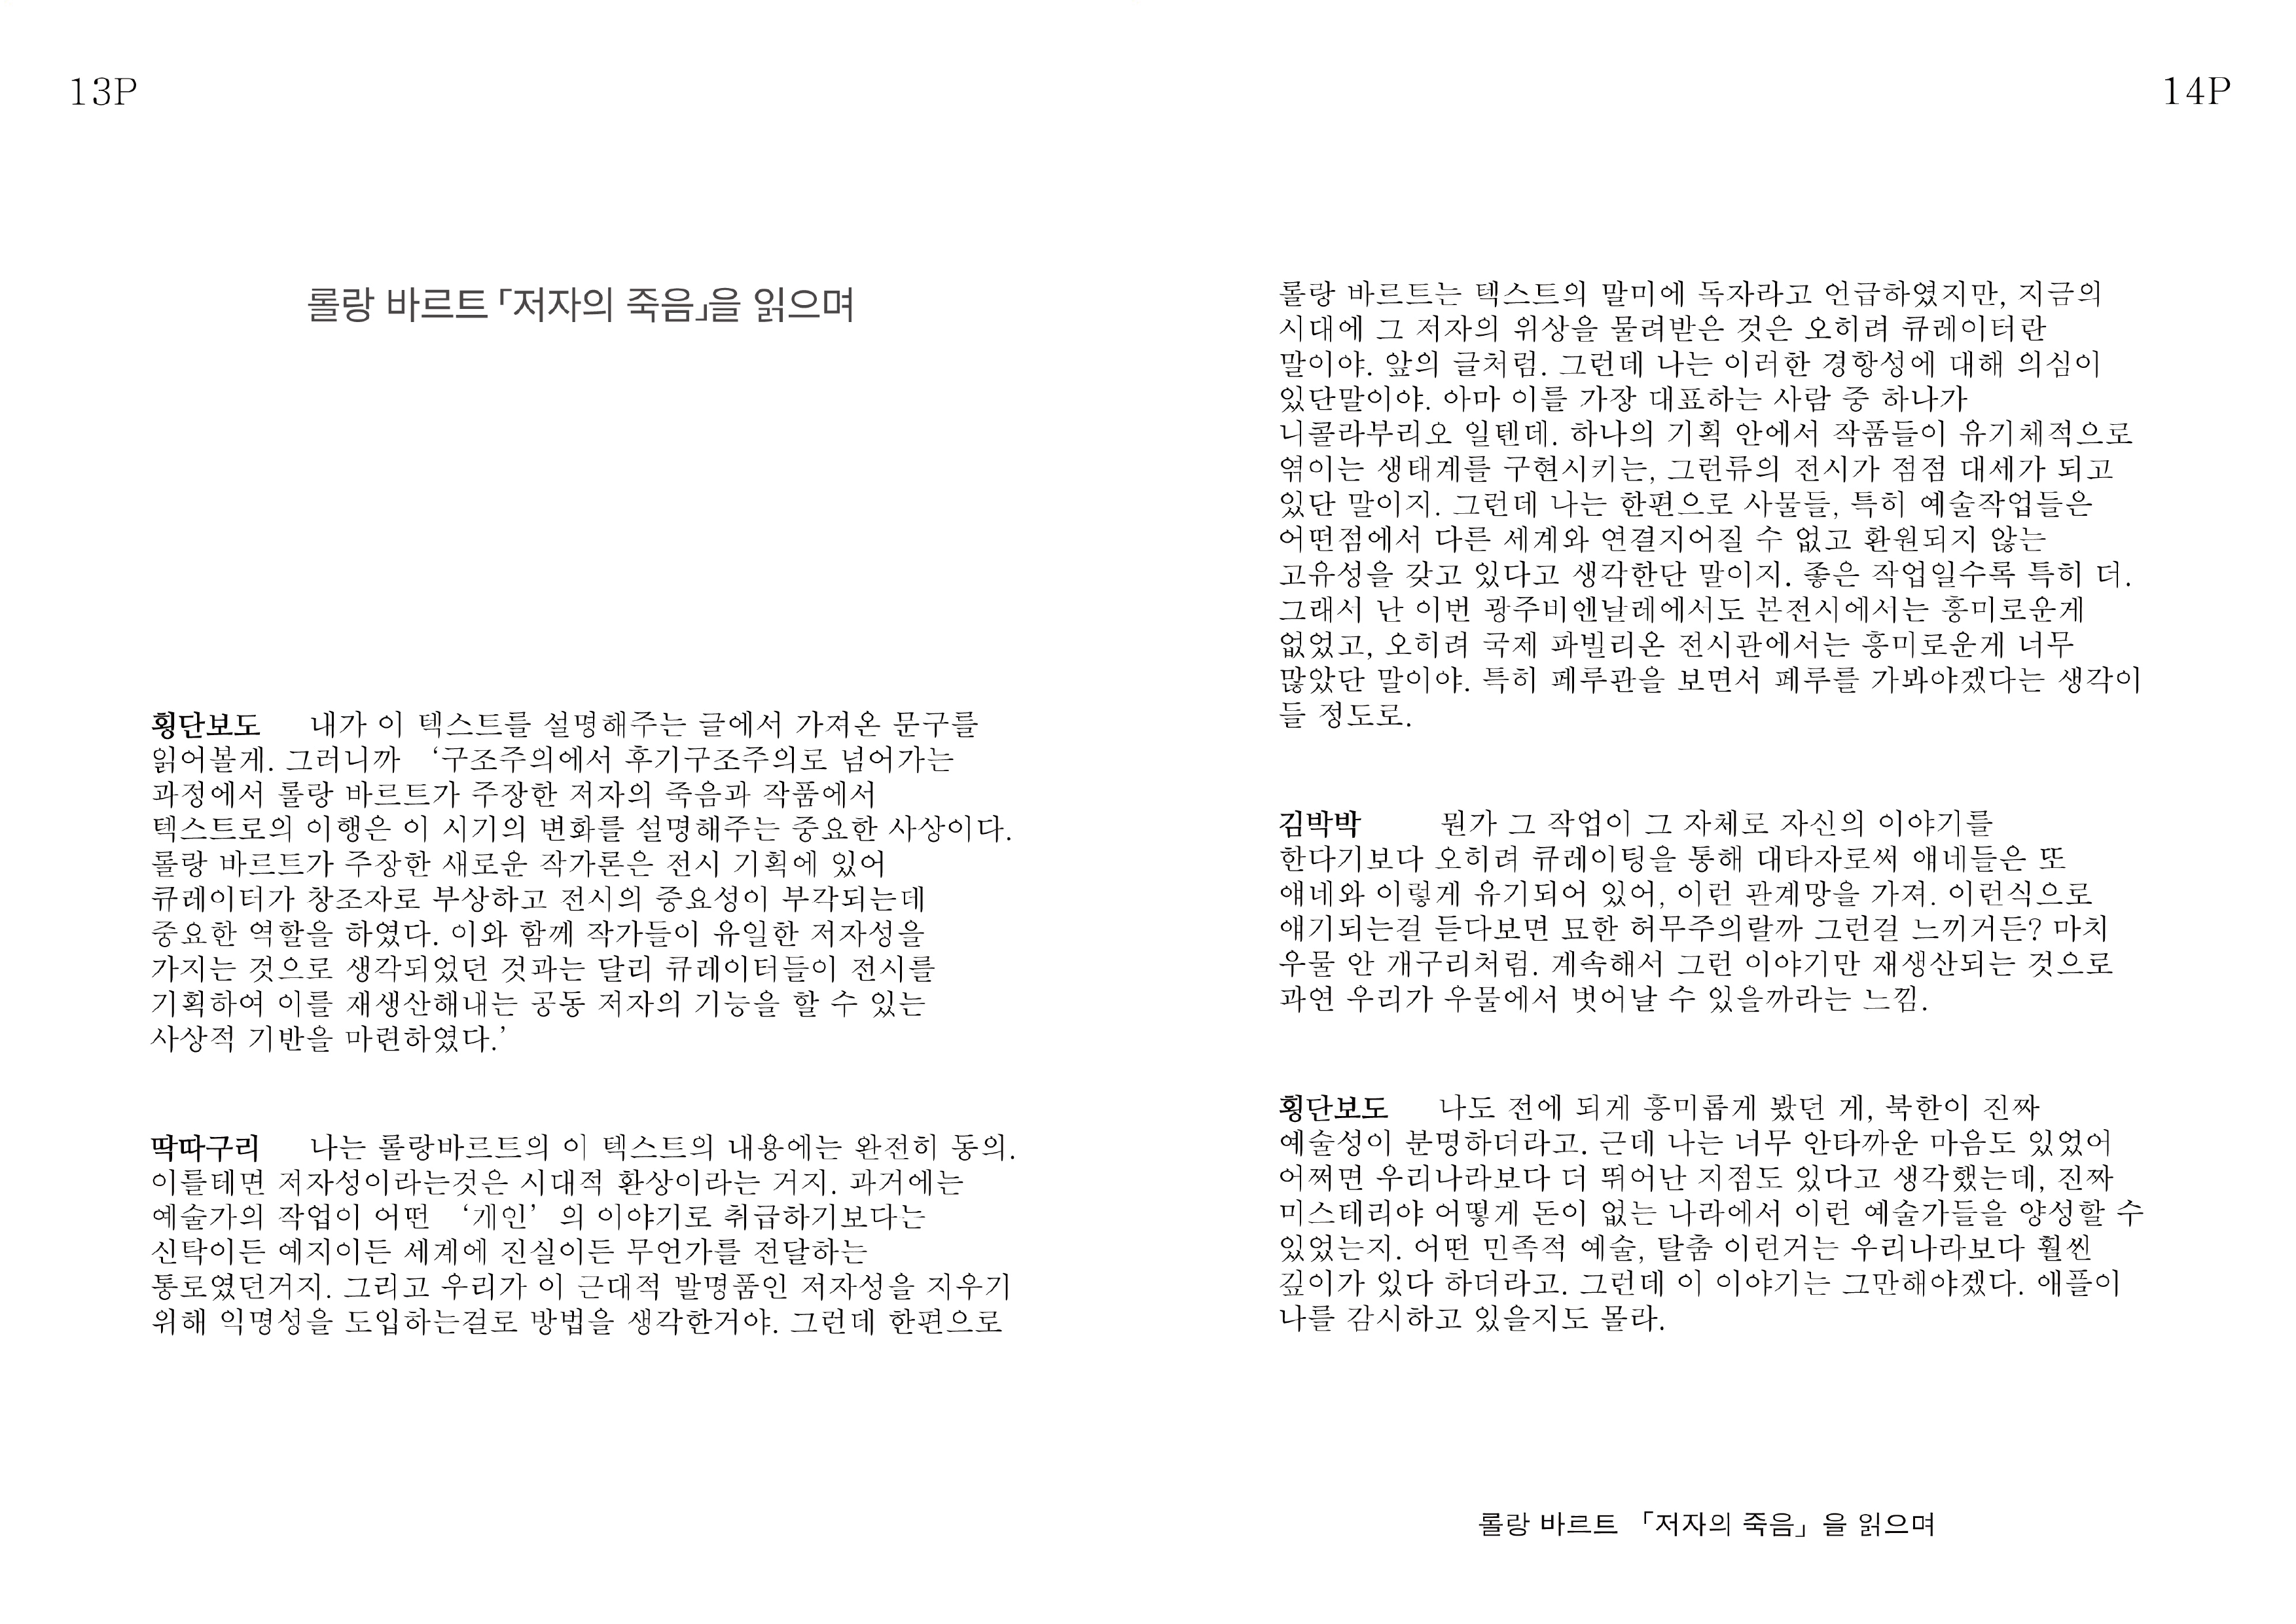 13P
롤랑 바르트 「저자의 죽음」을 읽으며
횡단보도 내가 이 텍스트를 설명해주는 글에서 가져온 문구를
읽어볼게. 그러니까 ‘구조주의에서 후기구조주의로 넘어가는
과정에서 롤랑 바르트가 주장한 저자의 죽음과 작품에서
텍스트로의 이행은 이 시기의 변화를 설명해주는 중요한 사상이다.
롤랑 바르트가 주장한 새로운 작가론은 전시 기획에 있어
큐레이터가 창조자로 부상하고 전시의 중요성이 부각되는데
중요한 역할을 하였다. 이와 함께 작가들이 유일한 저자성을
가지는 것으로 생각되었던 것과는 달리 큐레이터들이 전시를
기획하여 이를 재생산해내는 공동 저자의 기능을 할 수 있는
사상적 기반을 마련하였다.’
딱따구리 나는 롤랑바르트의 이 텍스트의 내용에는 완전히 동의.
이를테면 저자성이라는것은 시대적 환상이라는 거지. 과거에는
예술가의 작업이 어떤 ‘개인’ 의 이야기로 취급하기보다는
신탁이든 예지이든 세계에 진실이든 무언가를 전달하는
통로였던거지. 그리고 우리가 이 근대적 발명품인 저자성을 지우기
위해 익명성을 도입하는걸로 방법을 생각한거야. 그런데 한편으로
14P
롤랑 바르트는 텍스트의 말미에 독자라고 언급하였지만, 지금의
시대에 그 저자의 위상을 물려받은 것은 오히려 큐레이터란
말이야. 앞의 글처럼. 그런데 나는 이러한 경항성에 대해 의심이
있단말이야. 아마 이를 가장 대표하는 사람 중 하나가
니콜라부리오 일텐데. 하나의 기획 안에서 작품들이 유기체적으로
엮이는 생태계를 구현시키는, 그런류의 전시가 점점 대세가 되고
있단 말이지. 그런데 나는 한편으로 사물들, 특히 예술작업들은
어떤점에서 다른 세계와 연결지어질 수 없고 환원되지 않는
고유성을 갖고 있다고 생각한단 말이지. 좋은 작업일수록 특히 더.
그래서 난 이번 광주비엔날레에서도 본전시에서는 흥미로운게
없었고, 오히려 국제 파빌리온 전시관에서는 흥미로운게 너무
많았단 말이야. 특히 페루관을 보면서 페루를 가봐야겠다는 생각이
들 정도로.
김박박 뭔가 그 작업이 그 자체로 자신의 이야기를
한다기보다 오히려 큐레이팅을 통해 대타자로써 얘네들은 또
얘네와 이렇게 유기되어 있어, 이런 관계망을 가져. 이런식으로
얘기되는걸 듣다보면 묘한 허무주의랄까 그런걸 느끼거든? 마치
우물 안 개구리처럼. 계속해서 그런 이야기만 재생산되는 것으로
과연 우리가 우물에서 벗어날 수 있을까라는 느낌.
횡단보도 나도 전에 되게 흥미롭게 봤던 게, 북한이 진짜
예술성이 분명하더라고. 근데 나는 너무 안타까운 마음도 있었어
어쩌면 우리나라보다 더 뛰어난 지점도 있다고 생각했는데, 진짜
미스테리야 어떻게 돈이 없는 나라에서 이런 예술가들을 양성할 수
있었는지. 어떤 민족적 예술, 탈춤 이런거는 우리나라보다 훨씬
깊이가 있다 하더라고. 그런데 이 이야기는 그만해야겠다. 애플이
나를 감시하고 있을지도 몰라.
롤랑 바르트 「저자의 죽음」을 읽으며